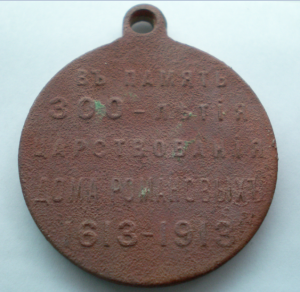 ВЪ ПАМЯТЬ
300-ЛѢТІЯ
ЦАРСТВОВАНІЯ
ДОМА РОМАНОВЫХЪ
1613-1913